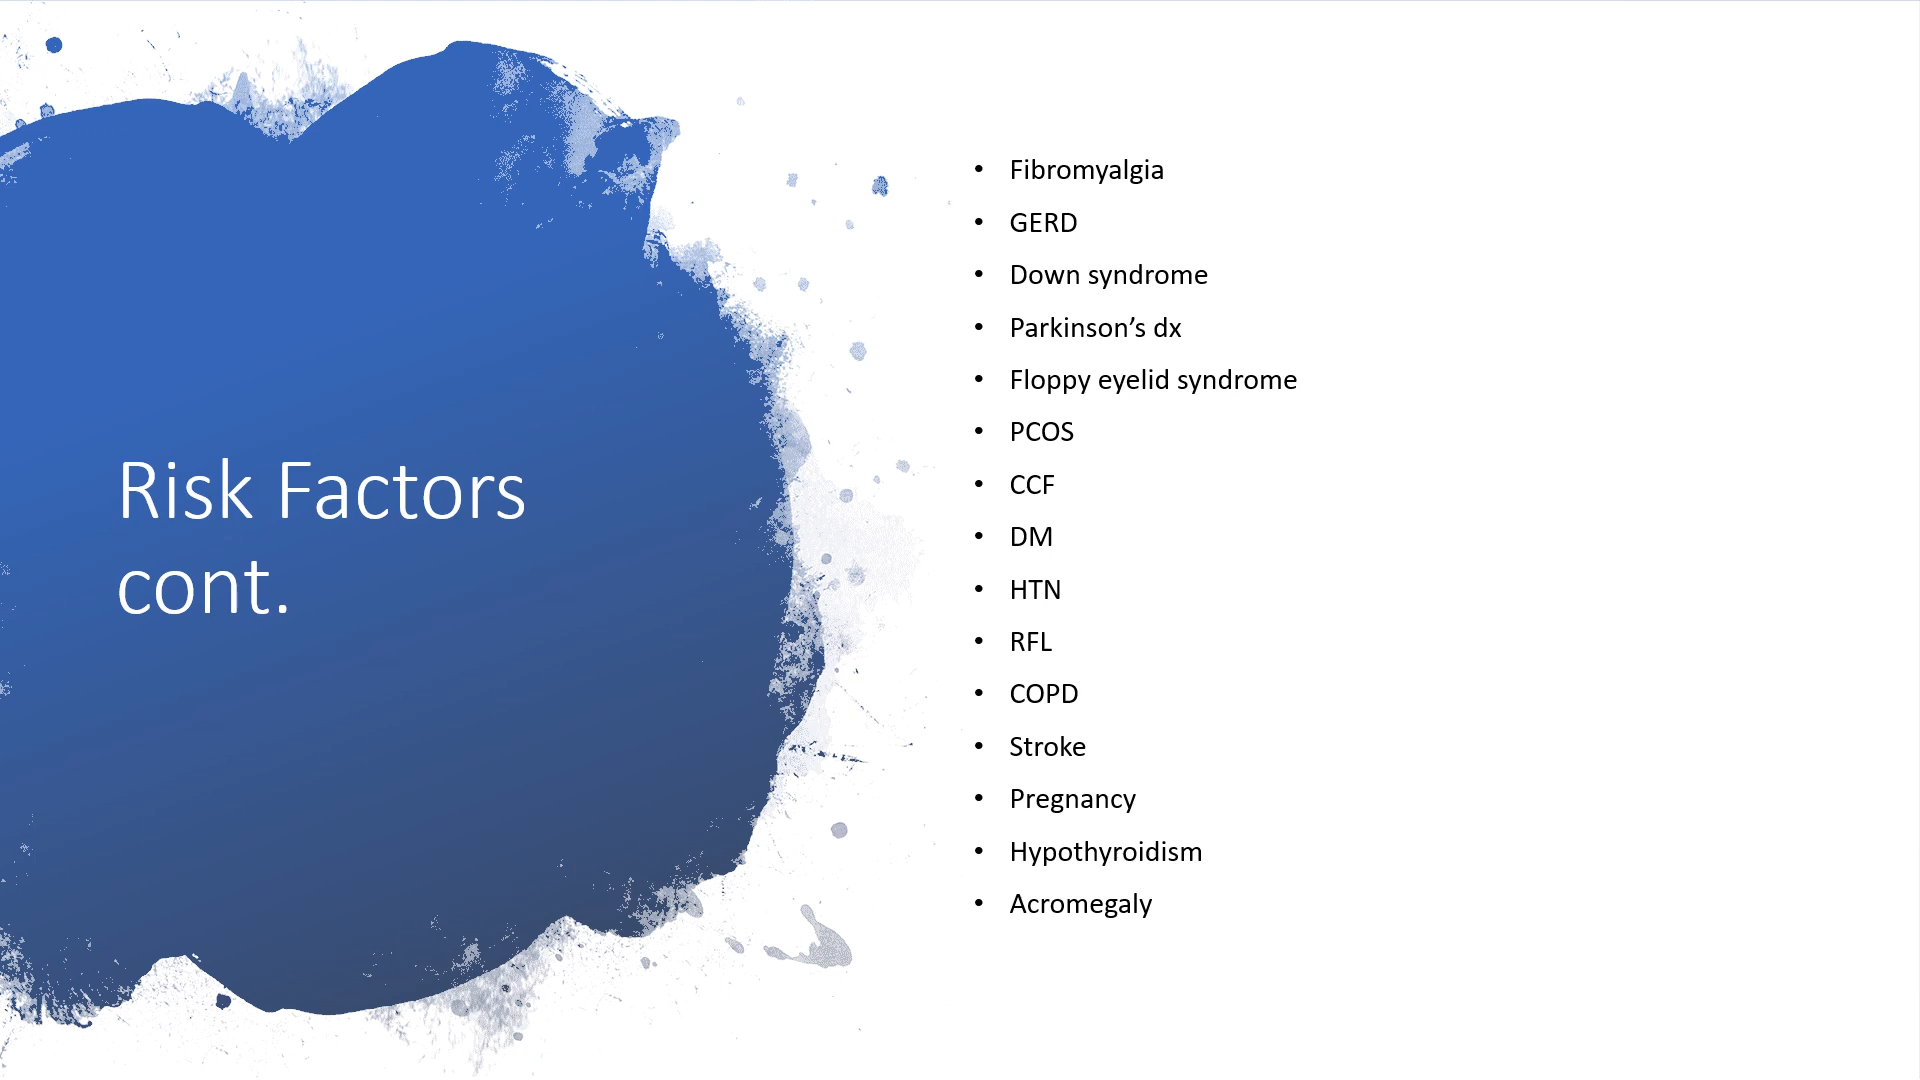 Risk Factors
cont.
• Fibromyalgia
• GERD
• Down syndrome
• Parkinson’s dx
• Floppy eyelid syndrome
• PCOS
• CCF
• DM
• HTN
• RFL
• COPD
• Stroke
• Pregnancy
• Hypothyroidism
• Acromegaly